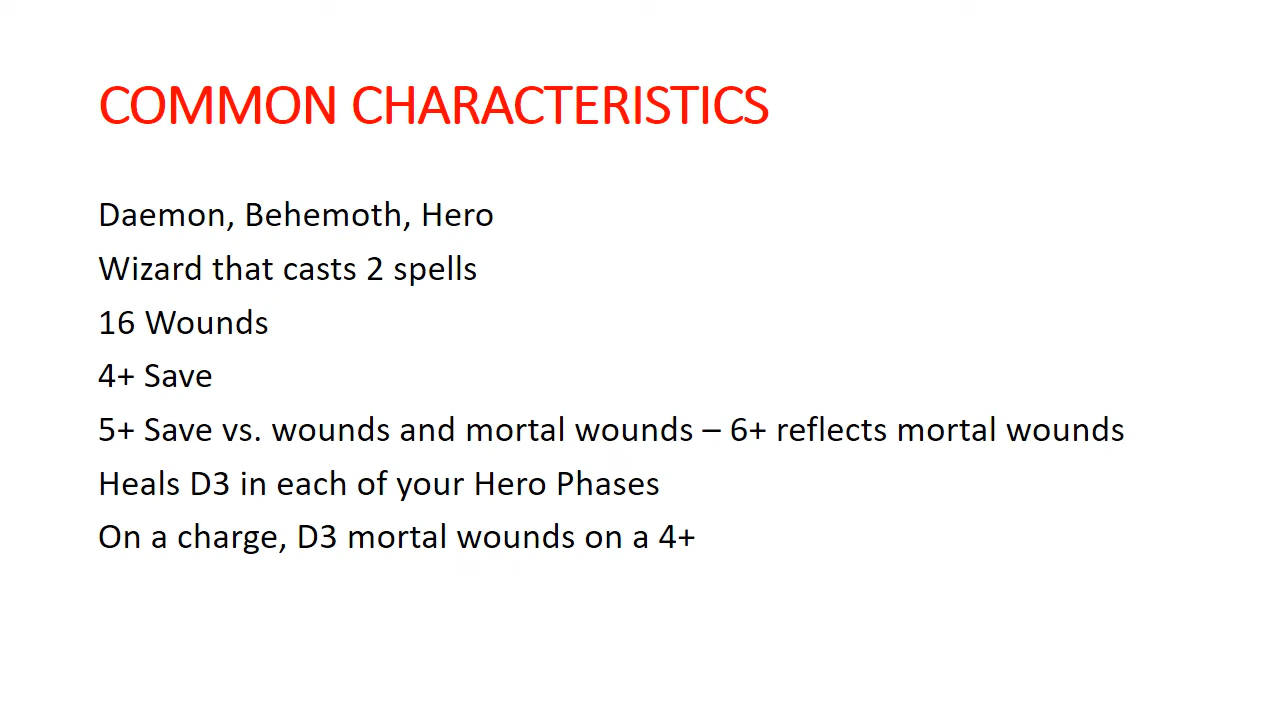 COMMON CHARACTERISTICS
Daemon, Behemoth, Hero
Wizard that casts 2 spells
16 Wounds
4+ Save
5+ Save vs. wounds and mortal wounds – 6+ reflects mortal wounds
Heals D3 in each of your Hero Phases
On a charge, D3 mortal wounds on a 4+